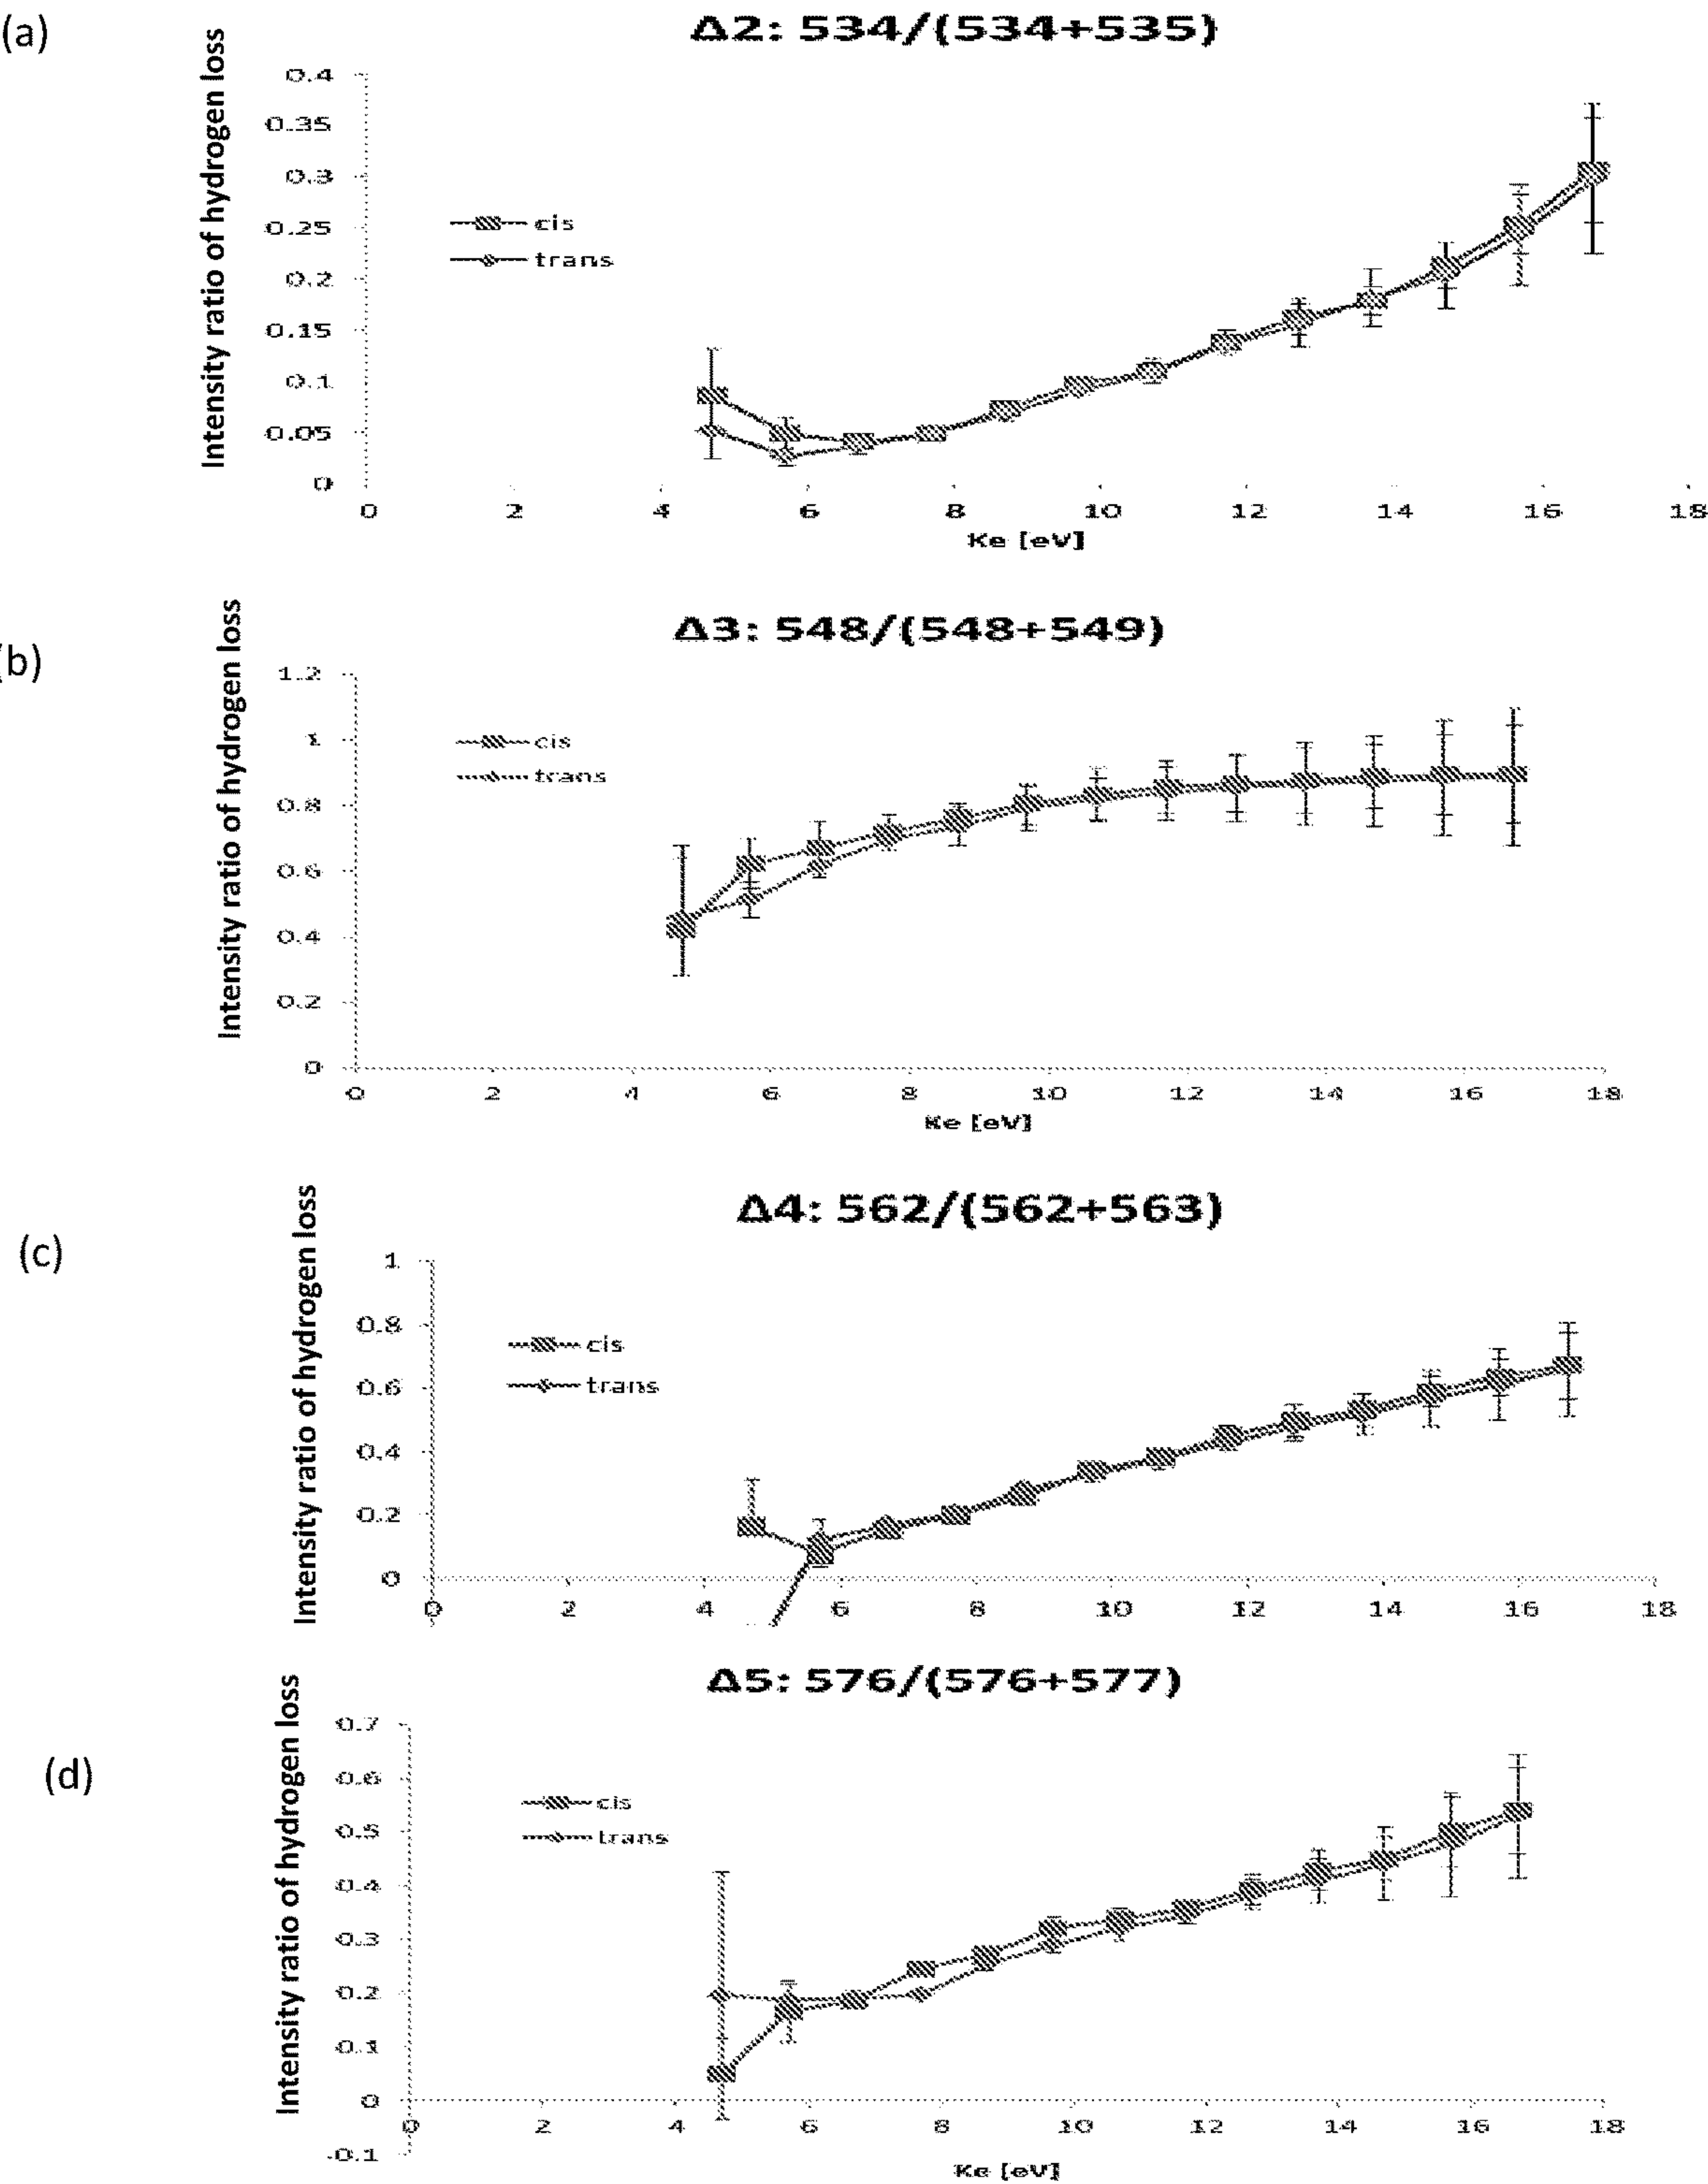 (a)
Δ2: 534/(534+535)
Intensity ratio of hydrogen loss
0.4
0.35
0.3
0.25
0.2
0.15
0.1
0.05
0
cis
trans
0 2 4 6 8 10 12 14 16 18
Ke [eV]
(b)
Δ3: 548/(548+549)
Intensity ratio of hydrogen loss
1.2
1
0.8
0.6
0.4
0.2
0
cis
trans
0 2 4 6 8 10 12 14 16 18
Ke [eV]
(c)
Δ4: 562/(562+563)
Intensity ratio of hydrogen loss
1
0.8
0.6
0.4
0.2
0
cis
trans
0 2 4 6 8 10 12 14 16 18
(d)
Δ5: 576/(576+577)
Intensity ratio of hydrogen loss
0.7
0.6
0.5
0.4
0.3
0.2
0.1
0
-0.1
cis
trans
0 2 4 6 8 10 12 14 16 18
Ke [eV]